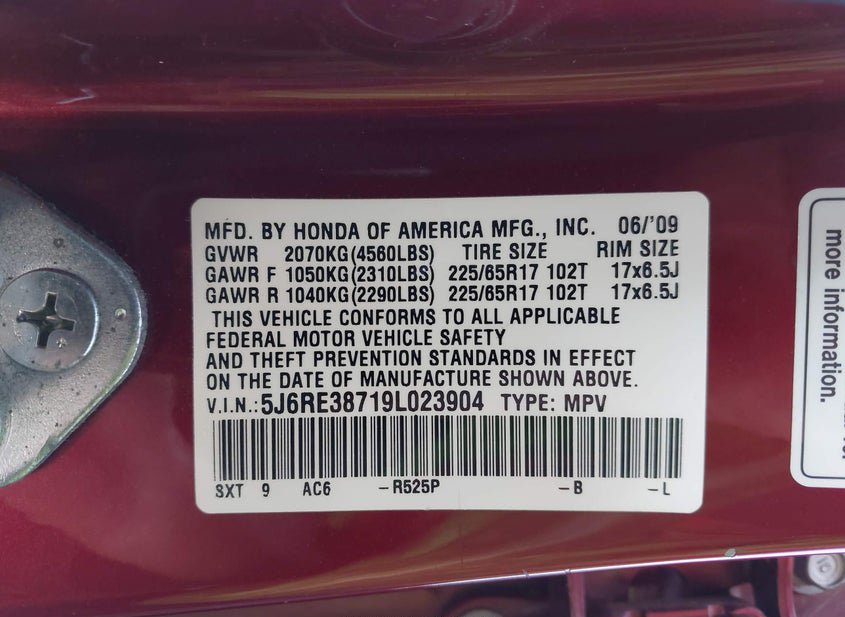 MFD. BY HONDA OF AMERICA MFG., INC. 06/'09
GVWR 2070KG(4560LBS) TIRE SIZE RIM SIZE
GAWR F 1050KG(2310LBS) 225/65R17 102T 17x6.5J
GAWR R 1040KG(2290LBS) 225/65R17 102T 17x6.5J
THIS VEHICLE CONFORMS TO ALL APPLICABLE
FEDERAL MOTOR VEHICLE SAFETY
AND THEFT PREVENTION STANDARDS IN EFFECT
ON THE DATE OF MANUFACTURE SHOWN ABOVE.
V.I.N.:5J6RE38719L023904 TYPE: MPV
SXT 9 AC6 -R525P -B -L
more information.